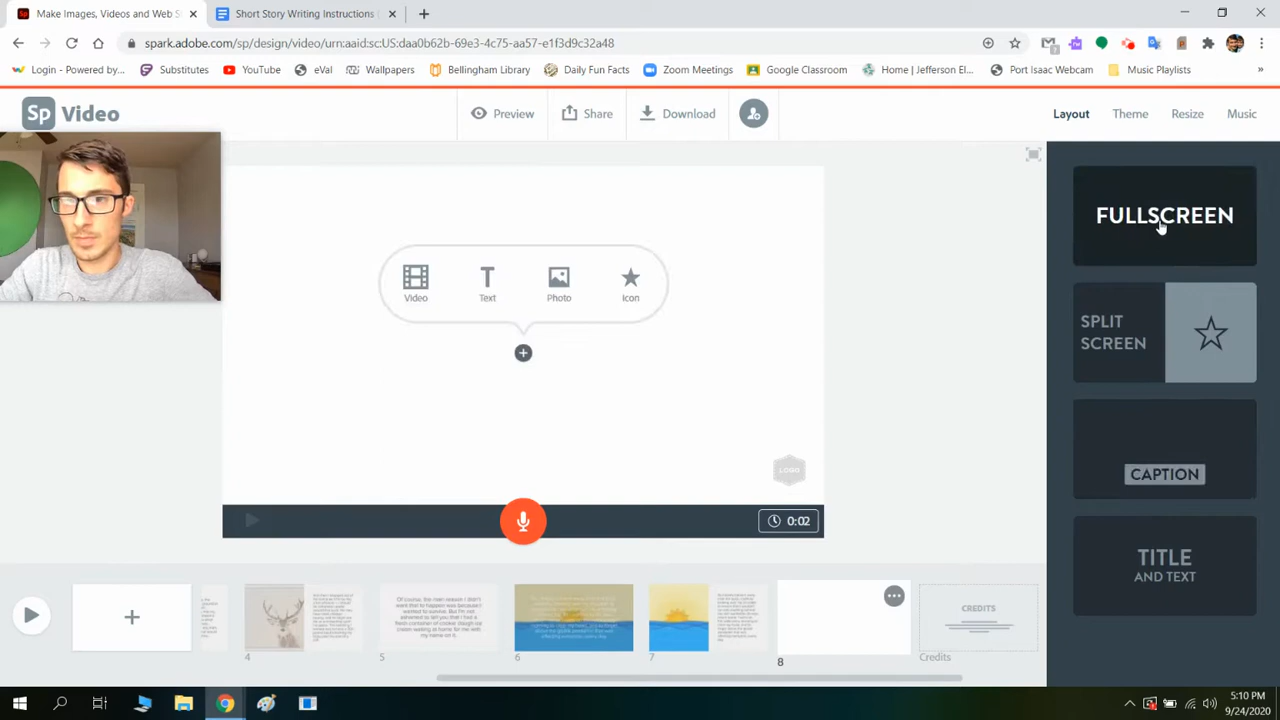 Make Images, Videos and Web S
Short Story Writing Instructions
spark.adobe.com/sp/design/video/urn:aaid:sc:US:daa0b62b-69e3-4c75-aa57-e1f3d9c32a48
Login - Powered by...
Substitutes
YouTube
eVal
Wallpapers
Bellingham Library
Daily Fun Facts
Zoom Meetings
Google Classroom
Home | Jefferson El...
Port Isaac Webcam
Music Playlists
»
Sp Video
Preview
Share
Download
Layout
Theme
Resize
Music
FULLSCREEN
SPLIT
SCREEN
CAPTION
TITLE
AND TEXT
Video
Text
Photo
Icon
LOGO
0:02
CREDITS
4
5
6
7
8
Credits
5:10 PM
9/24/2020